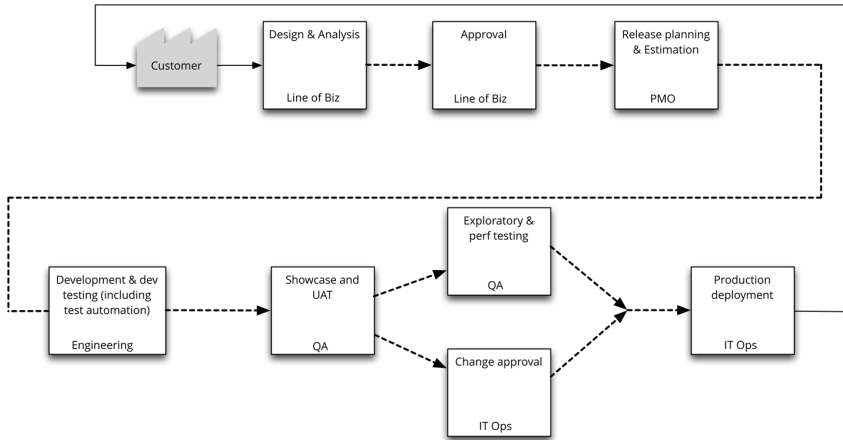 Customer
Design & Analysis
Line of Biz
Approval
Line of Biz
Release planning
& Estimation
PMO
Development & dev
testing (including
test automation)
Engineering
Showcase and
UAT
QA
Exploratory &
perf testing
QA
Change approval
IT Ops
Production
deployment
IT Ops